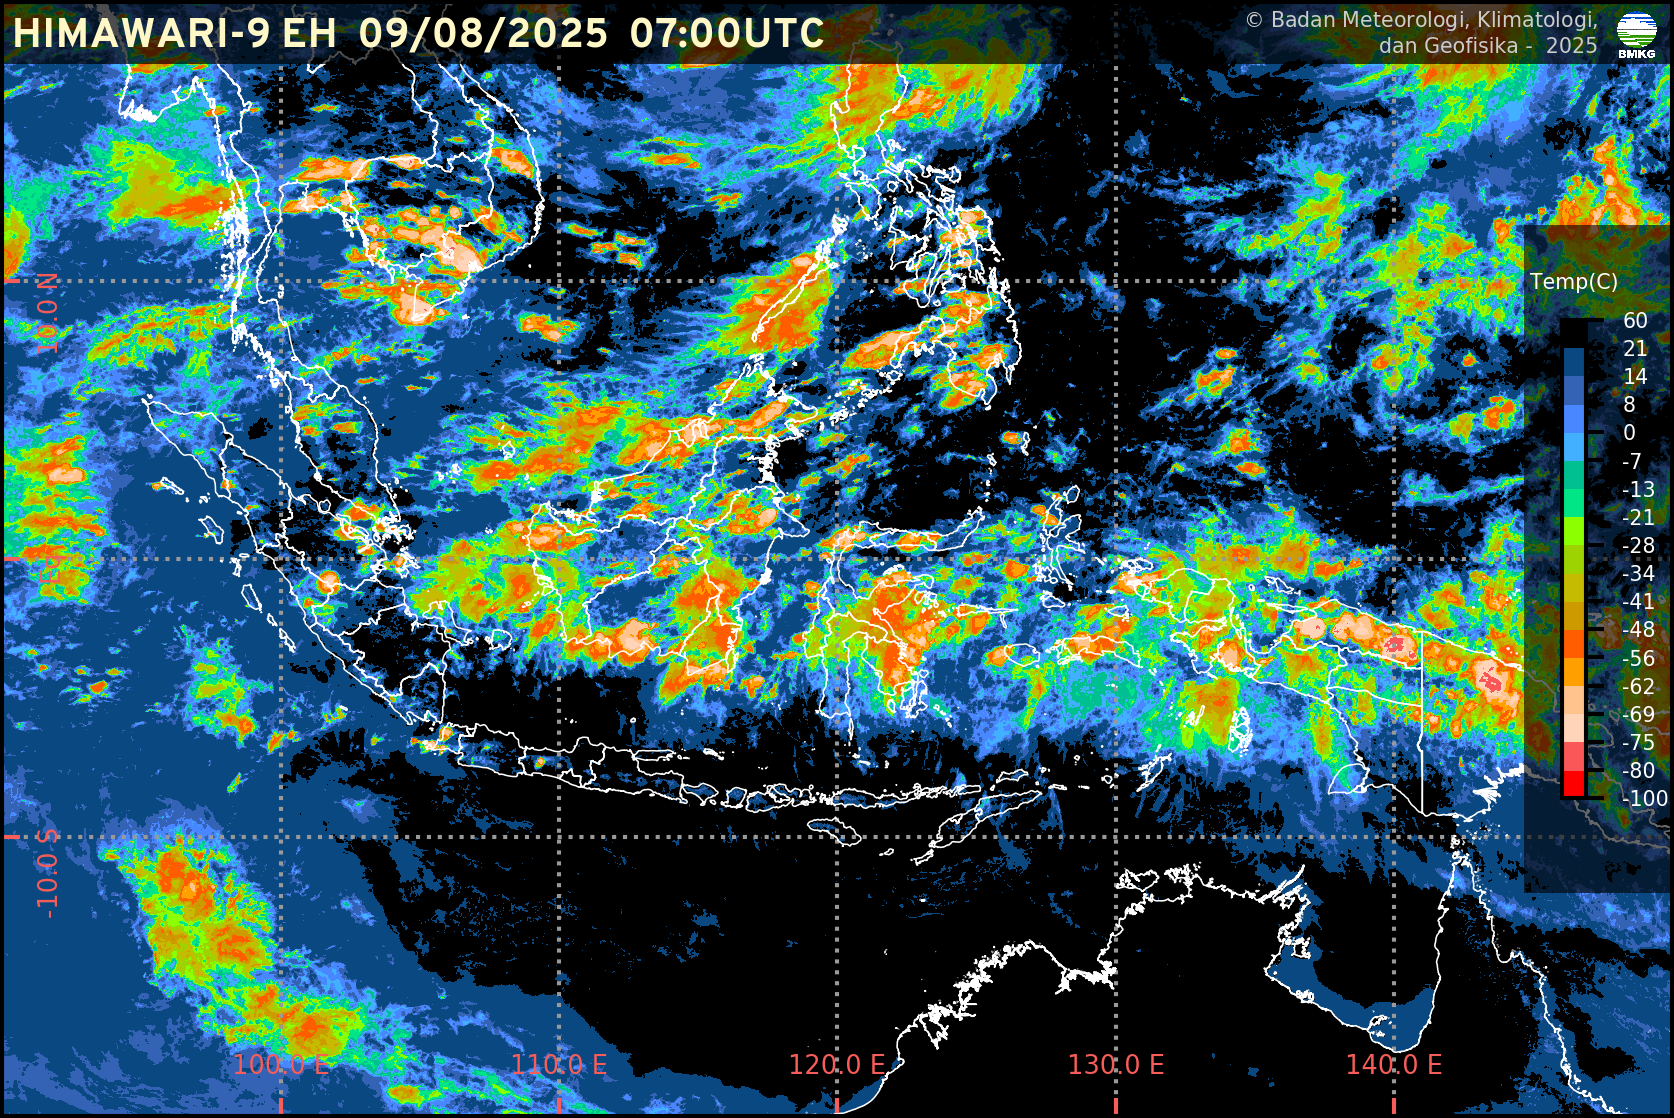 HIMAWARI-9 EH 09/08/2025 07:00UTC
© Badan Meteorologi, Klimatologi,
dan Geofisika - 2025
BMKG
Temp(C)
60
21
14
8
0
-7
-13
-21
-28
-34
-41
-48
-56
-62
-69
-75
-80
-100
10.0 N
-10.0 S
100.0 E
110.0 E
120.0 E
130.0 E
140.0 E